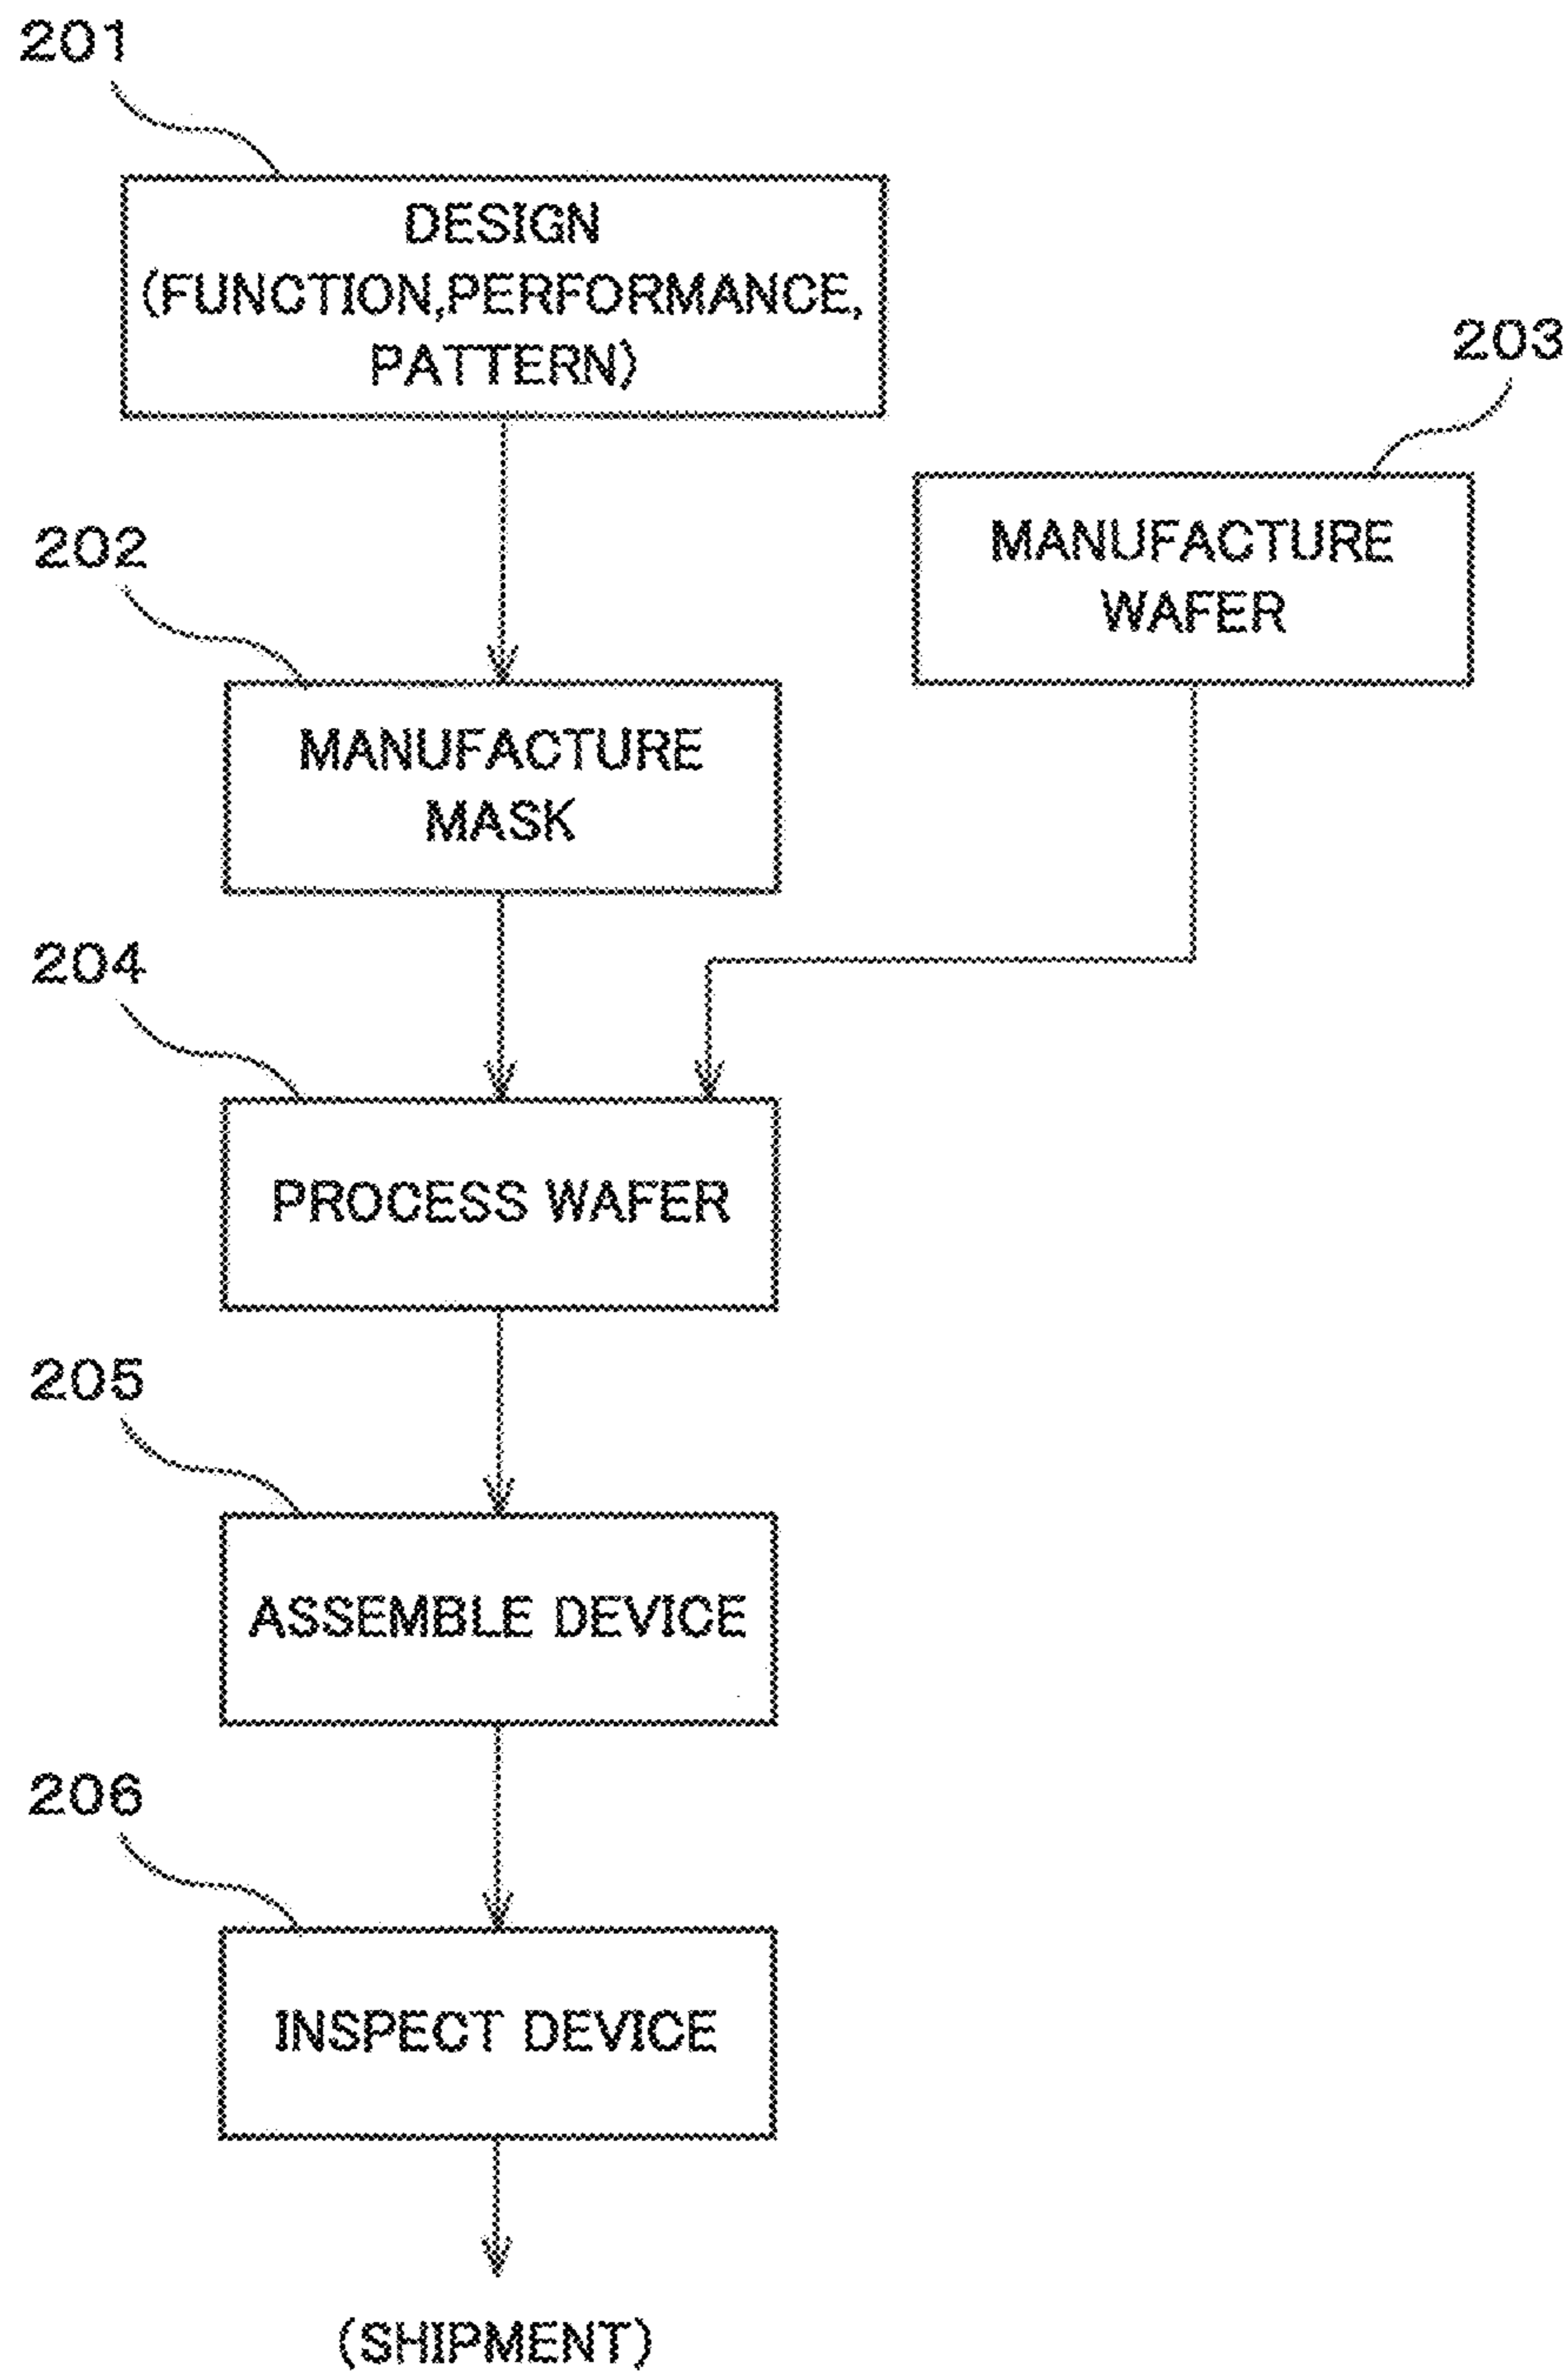 201
DESIGN
(FUNCTION,PERFORMANCE,
PATTERN)
203
MANUFACTURE
WAFER
202
MANUFACTURE
MASK
204
PROCESS WAFER
205
ASSEMBLE DEVICE
206
INSPECT DEVICE
(SHIPMENT)